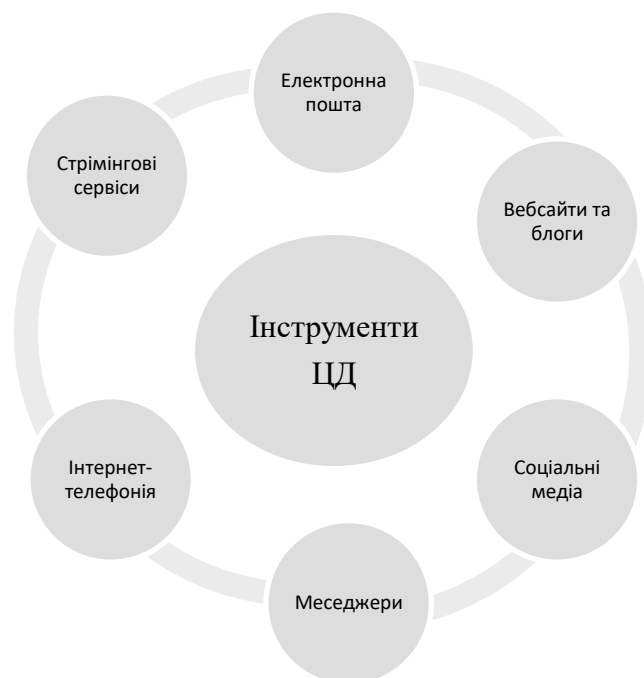 Електронна
пошта
Стрімінгові
сервіси
Вебсайти та
блоги
Інструменти
ЦД
Інтернет-
телефонія
Соціальні
медіа
Меседжери